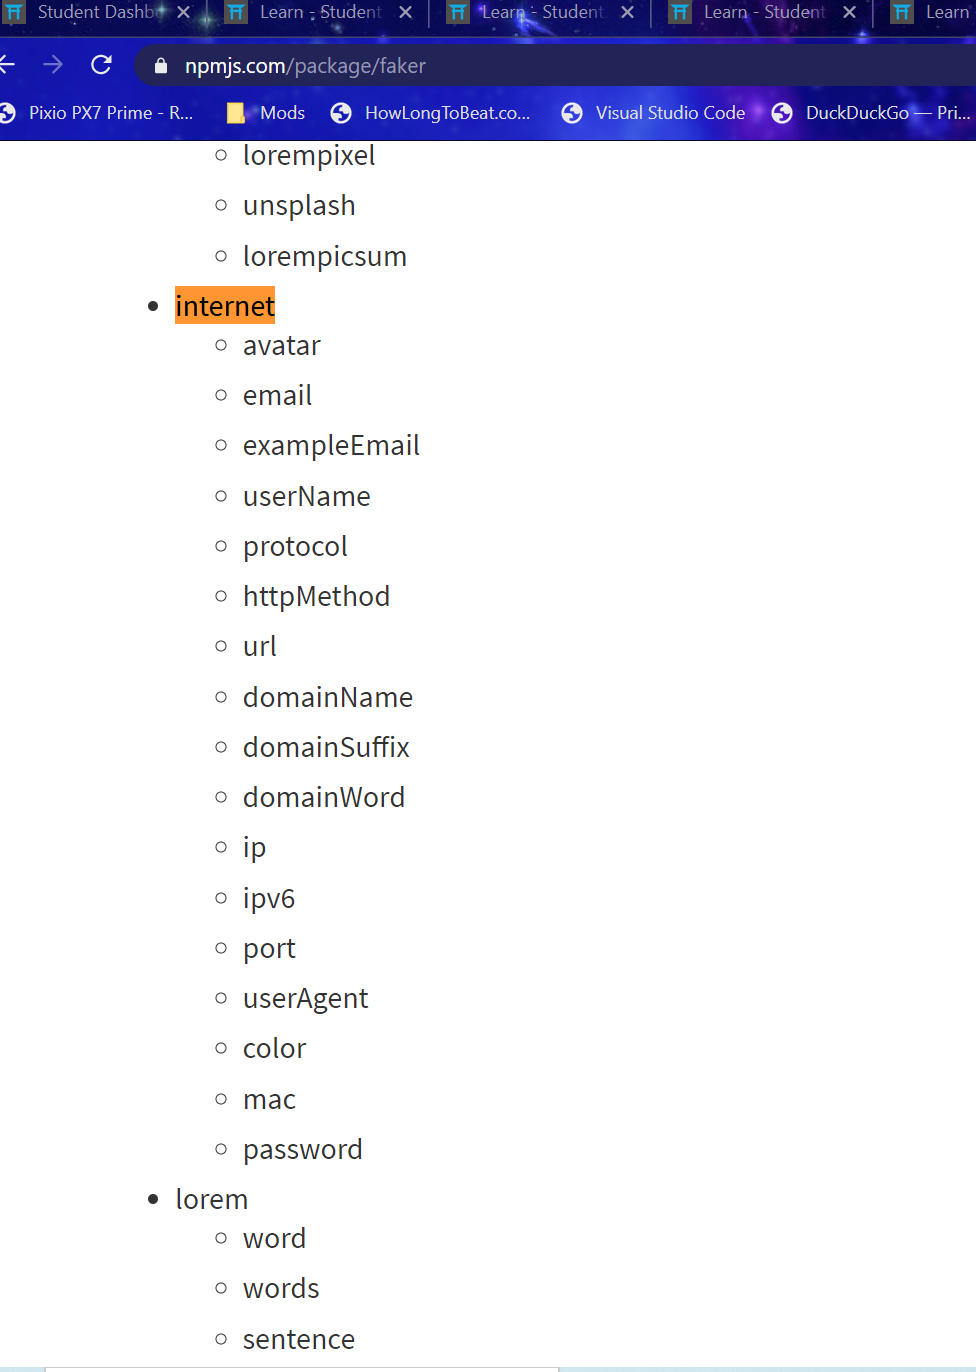 Student Dashb Learn - Student Learn - Student Learn - Student Learn
npmjs.com/package/faker
Pixio PX7 Prime - R... Mods HowLongToBeat.co... Visual Studio Code DuckDuckGo — Pri...
lorempixel
unsplash
lorempicsum
internet
avatar
email
exampleEmail
userName
protocol
httpMethod
url
domainName
domainSuffix
domainWord
ip
ipv6
port
userAgent
color
mac
password
lorem
word
words
sentence